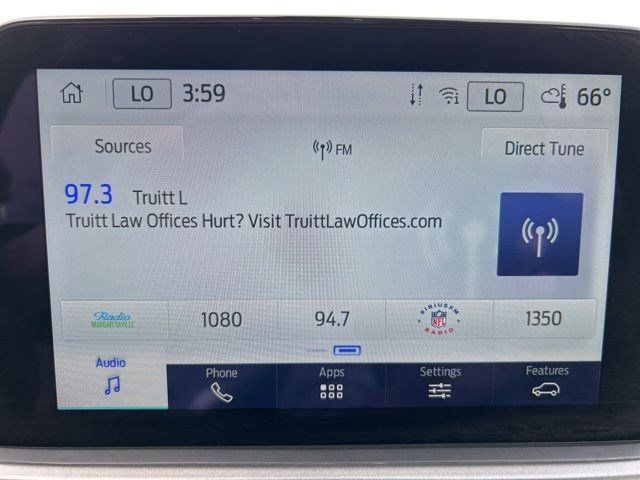 LO 3:59 LO 66°
Sources FM Direct Tune
97.3 Truitt L
Truitt Law Offices Hurt? Visit TruittLawOffices.com
Radio
MARGARITAVILLE
1080 94.7
SIRIUSXM
NFL
RADIO
1350
Audio Phone Apps Settings Features